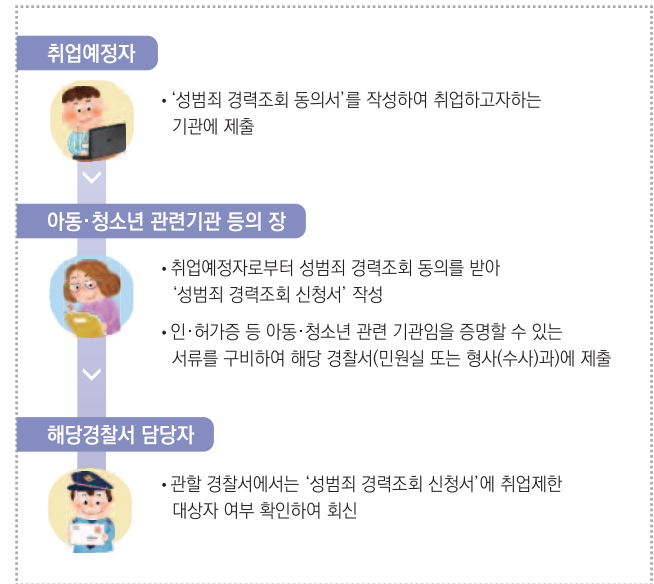 취업예정자
• ‘성범죄 경력조회 동의서’를 작성하여 취업하고자하는
기관에 제출
아동·청소년 관련기관 등의 장
• 취업예정자로부터 성범죄 경력조회 동의를 받아
‘성범죄 경력조회 신청서’ 작성
• 인·허가증 등 아동·청소년 관련 기관임을 증명할 수 있는
서류를 구비하여 해당 경찰서(민원실 또는 형사(수사)과)에 제출
해당경찰서 담당자
• 관할 경찰서에서는 ‘성범죄 경력조회 신청서’에 취업제한
대상자 여부 확인하여 회신